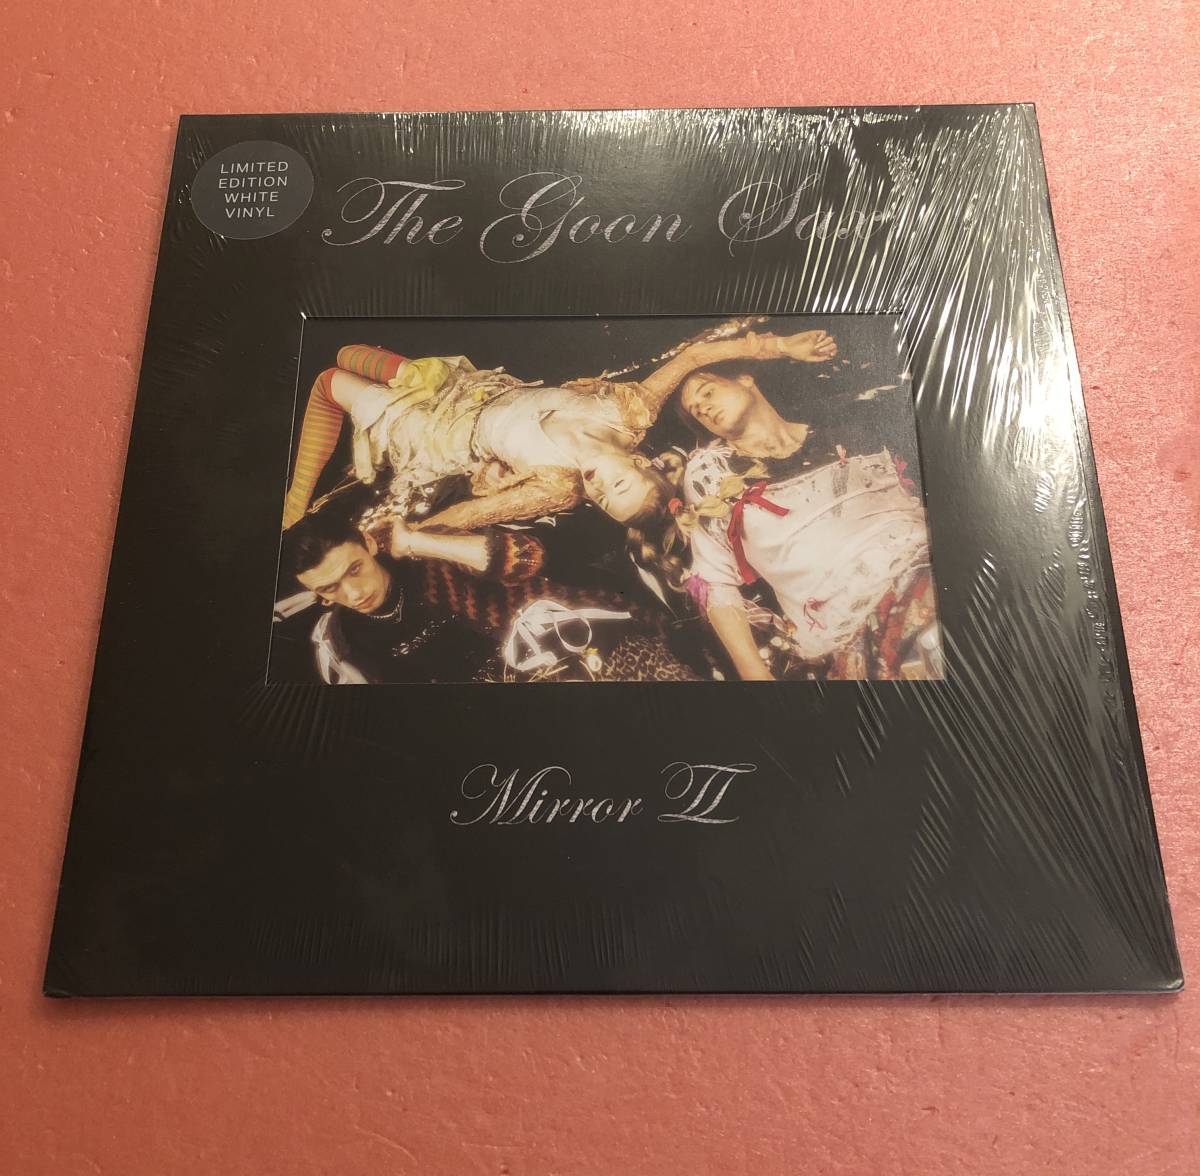 LIMITED
EDITION
WHITE
VINYL
The Goon Sax
Mirror II